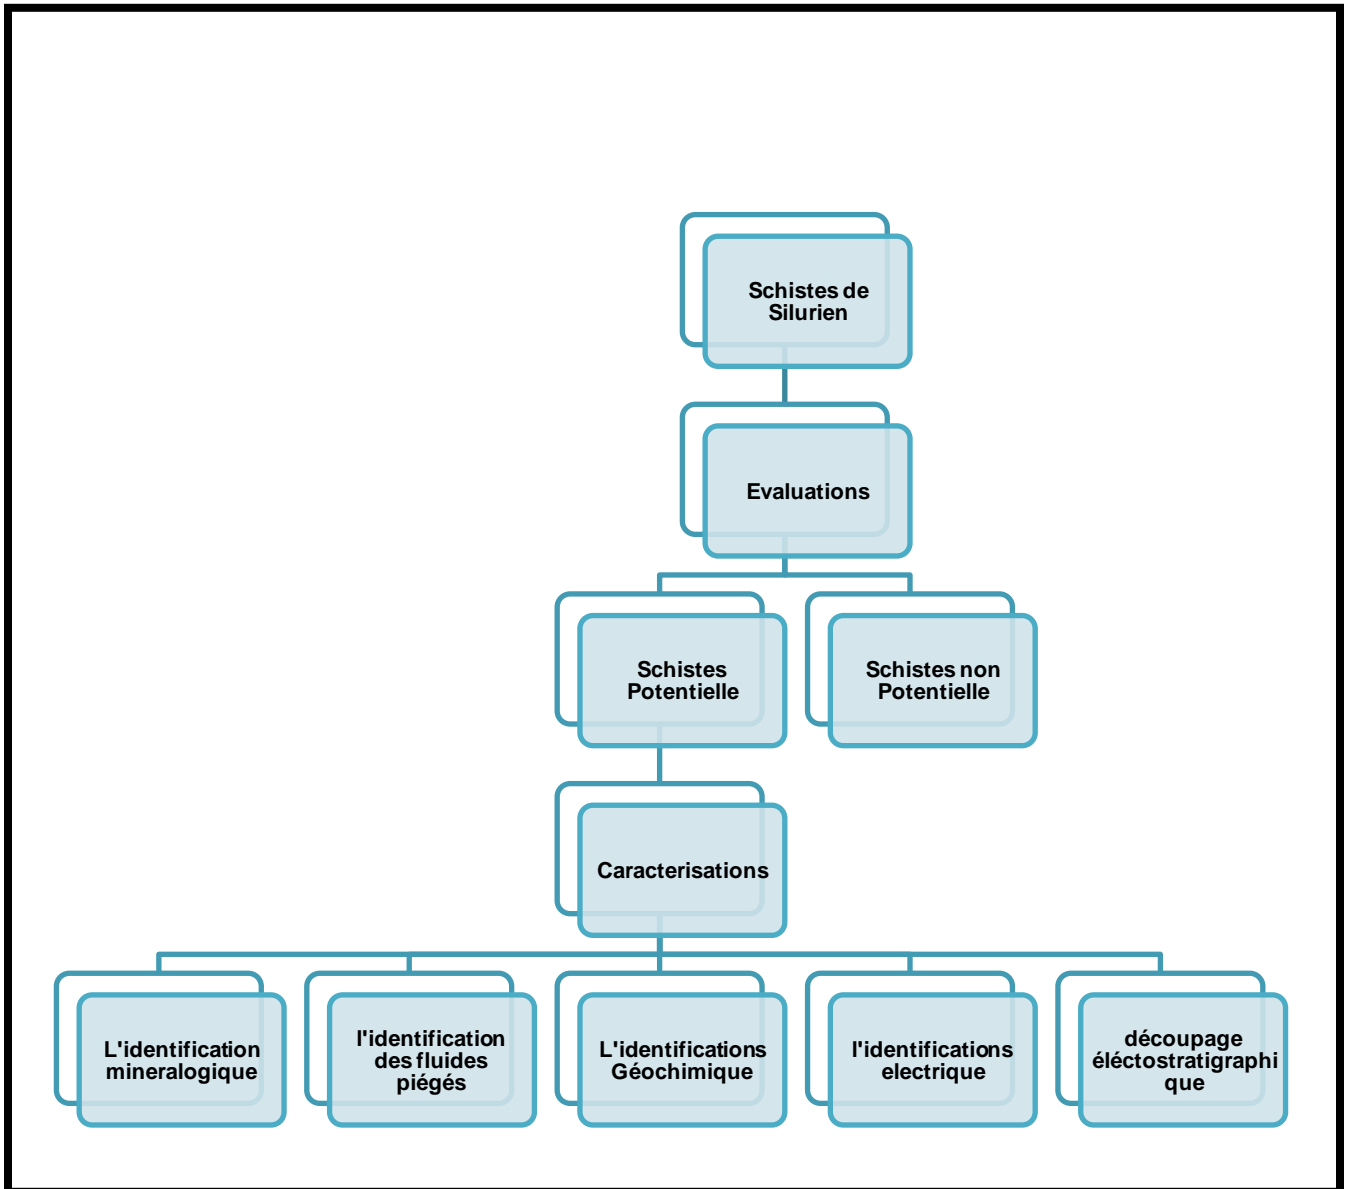 Schistes de
Silurien
Evaluations
Schistes
Potentielle
Schistes non
Potentielle
Caracterisations
L'identification
mineralogique
l'identification
des fluides
piégés
L'identifications
Géochimique
l'identifications
electrique
découpage
éléctostratigraphi
que